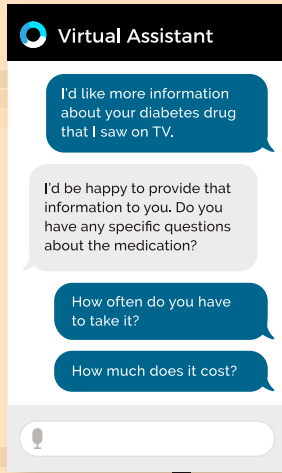 Virtual Assistant
I'd like more information
about your diabetes drug
that I saw on TV.
I'd be happy to provide that
information to you. Do you
have any specific questions
about the medication?
How often do you have
to take it?
How much does it cost?